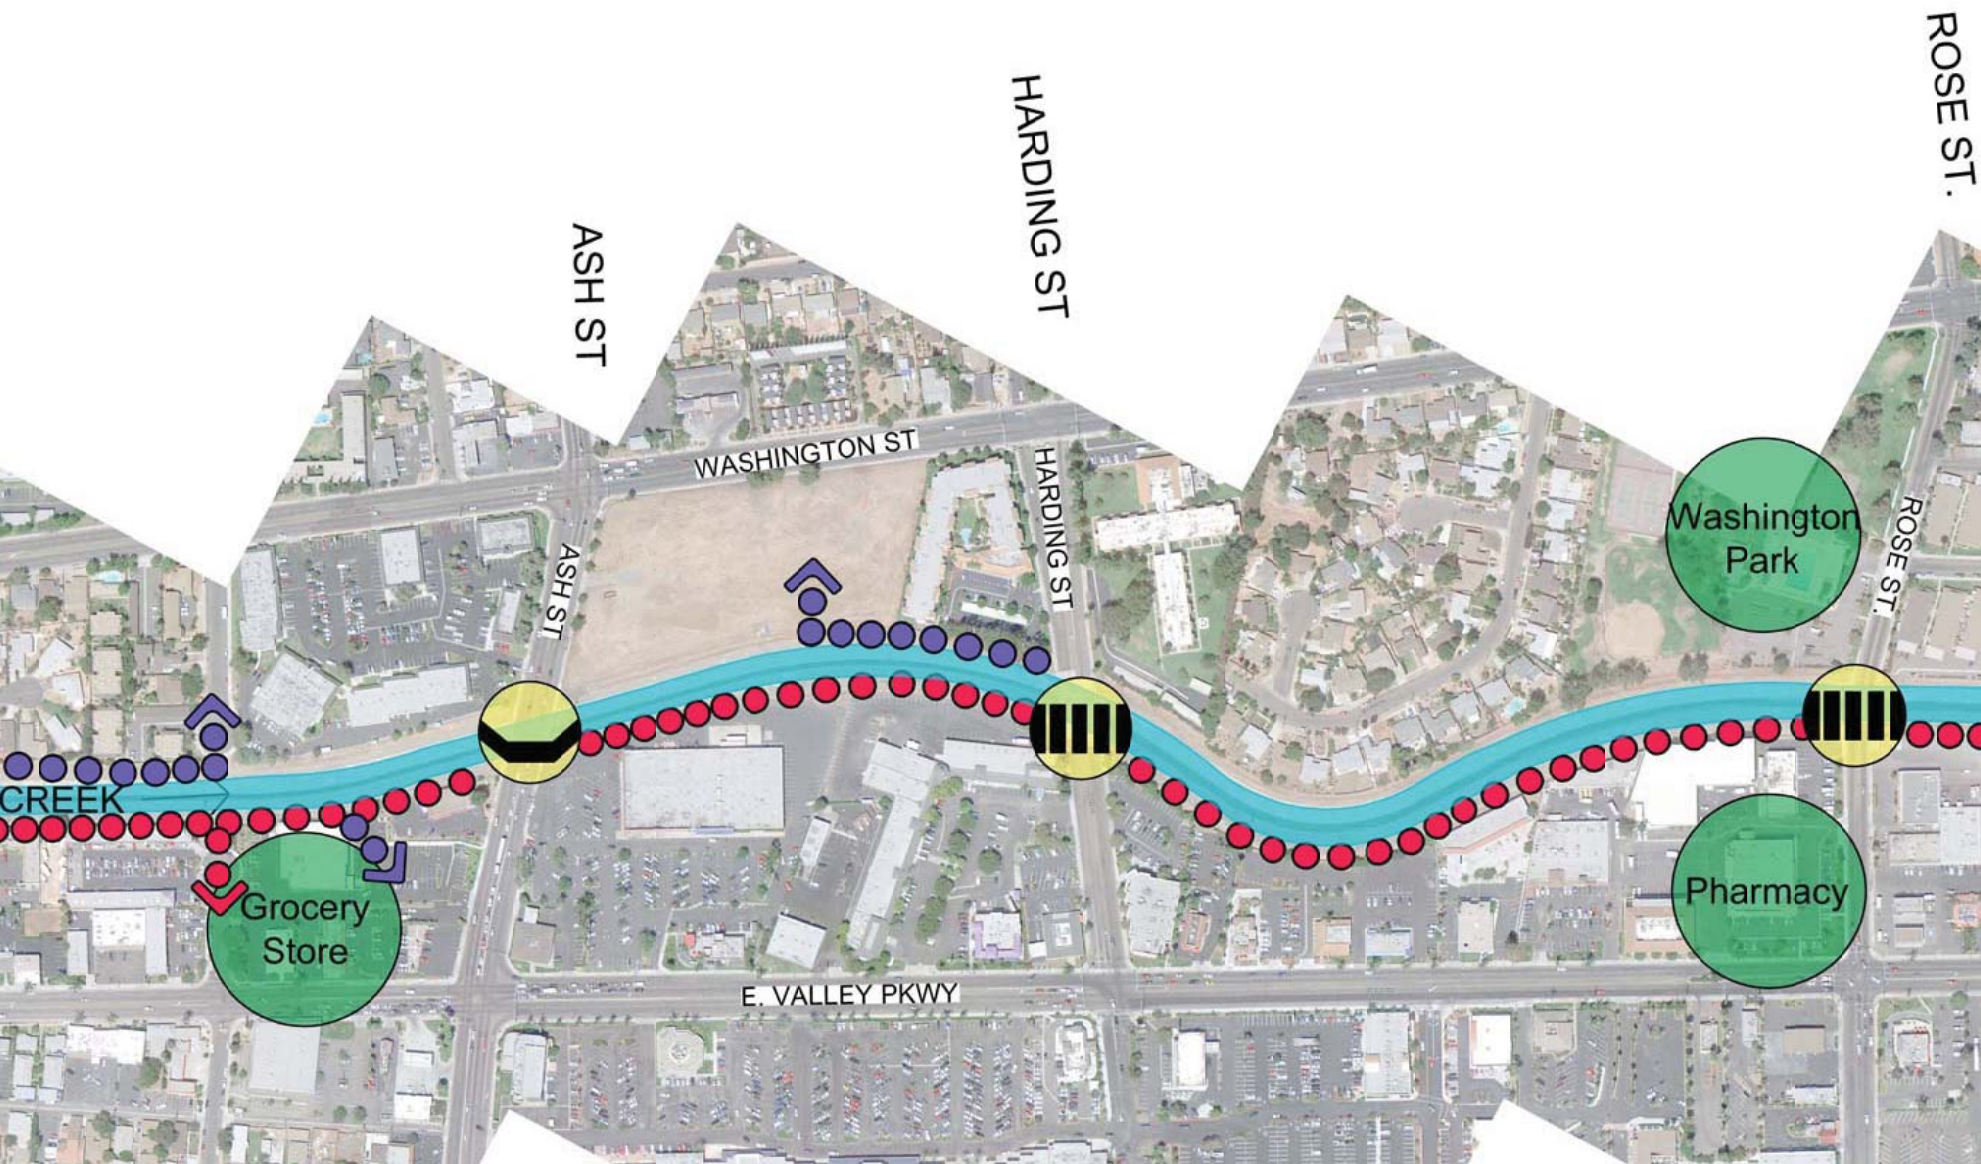 ROSE ST.
HARDING ST
ASH ST
WASHINGTON ST
HARDING ST
Washington
Park
ROSE ST.
ASH ST
CREEK
Pharmacy
Grocery
Store
E. VALLEY PKWY